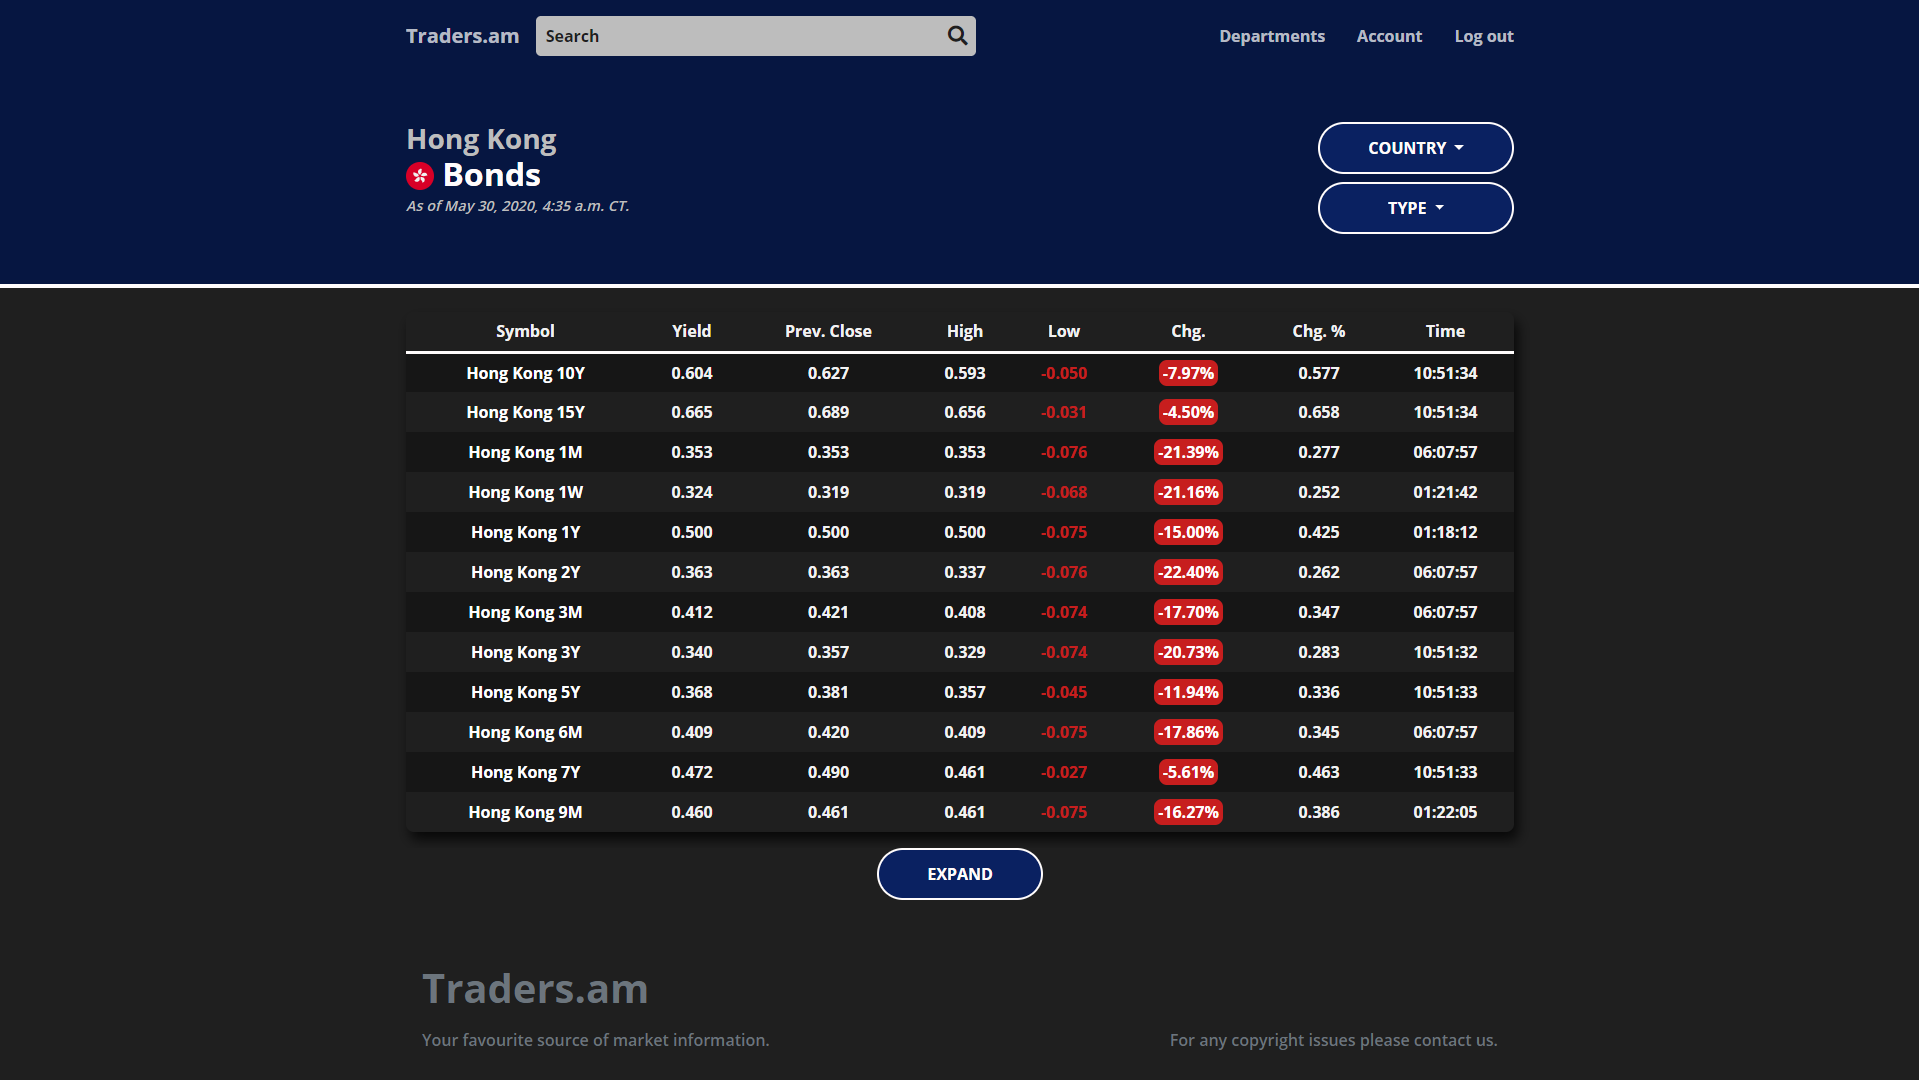 Traders.am Search Departments Account Log out
Hong Kong
Bonds
As of May 30, 2020, 4:35 a.m. CT.
COUNTRY
TYPE
Symbol Yield Prev. Close High Low Chg. Chg. % Time
Hong Kong 10Y 0.604 0.627 0.593 -0.050 -7.97% 0.577 10:51:34
Hong Kong 15Y 0.665 0.689 0.656 -0.031 -4.50% 0.658 10:51:34
Hong Kong 1M 0.353 0.353 0.353 -0.076 -21.39% 0.277 06:07:57
Hong Kong 1W 0.324 0.319 0.319 -0.068 -21.16% 0.252 01:21:42
Hong Kong 1Y 0.500 0.500 0.500 -0.075 -15.00% 0.425 01:18:12
Hong Kong 2Y 0.363 0.363 0.337 -0.076 -22.40% 0.262 06:07:57
Hong Kong 3M 0.412 0.421 0.408 -0.074 -17.70% 0.347 06:07:57
Hong Kong 3Y 0.340 0.357 0.329 -0.074 -20.73% 0.283 10:51:32
Hong Kong 5Y 0.368 0.381 0.357 -0.045 -11.94% 0.336 10:51:33
Hong Kong 6M 0.409 0.420 0.409 -0.075 -17.86% 0.345 06:07:57
Hong Kong 7Y 0.472 0.490 0.461 -0.027 -5.61% 0.463 10:51:33
Hong Kong 9M 0.460 0.461 0.461 -0.075 -16.27% 0.386 01:22:05
EXPAND
Traders.am
Your favourite source of market information. For any copyright issues please contact us.